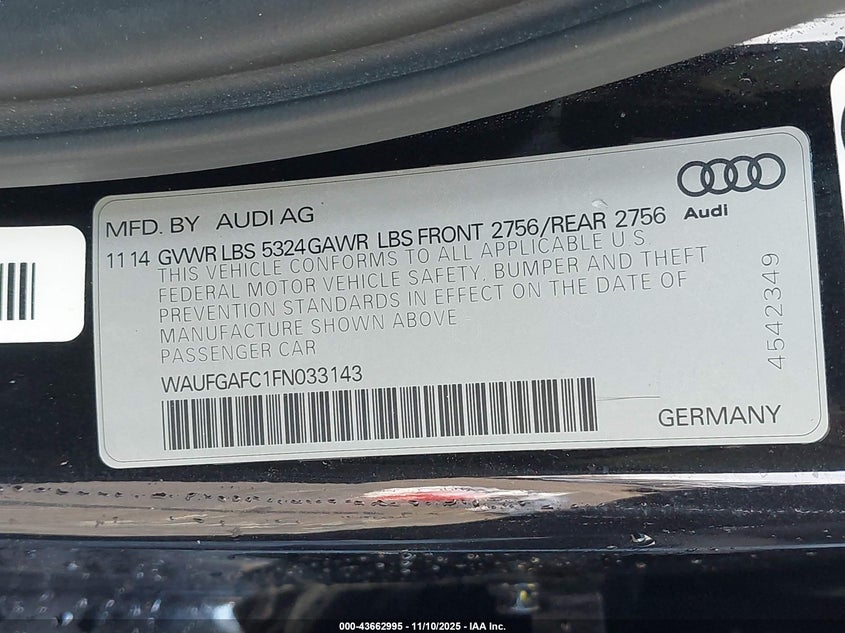 MFD. BY AUDI AG
Audi
11 14 GVWR LBS 5324 GAWR LBS FRONT 2756/REAR 2756
THIS VEHICLE CONFORMS TO ALL APPLICABLE U.S.
FEDERAL MOTOR VEHICLE SAFETY, BUMPER AND THEFT
PREVENTION STANDARDS IN EFFECT ON THE DATE OF
MANUFACTURE SHOWN ABOVE
PASSENGER CAR
4542349
WAUFGAFC1FN033143
GERMANY
000-43662995 - 11/10/2025 - IAA Inc.